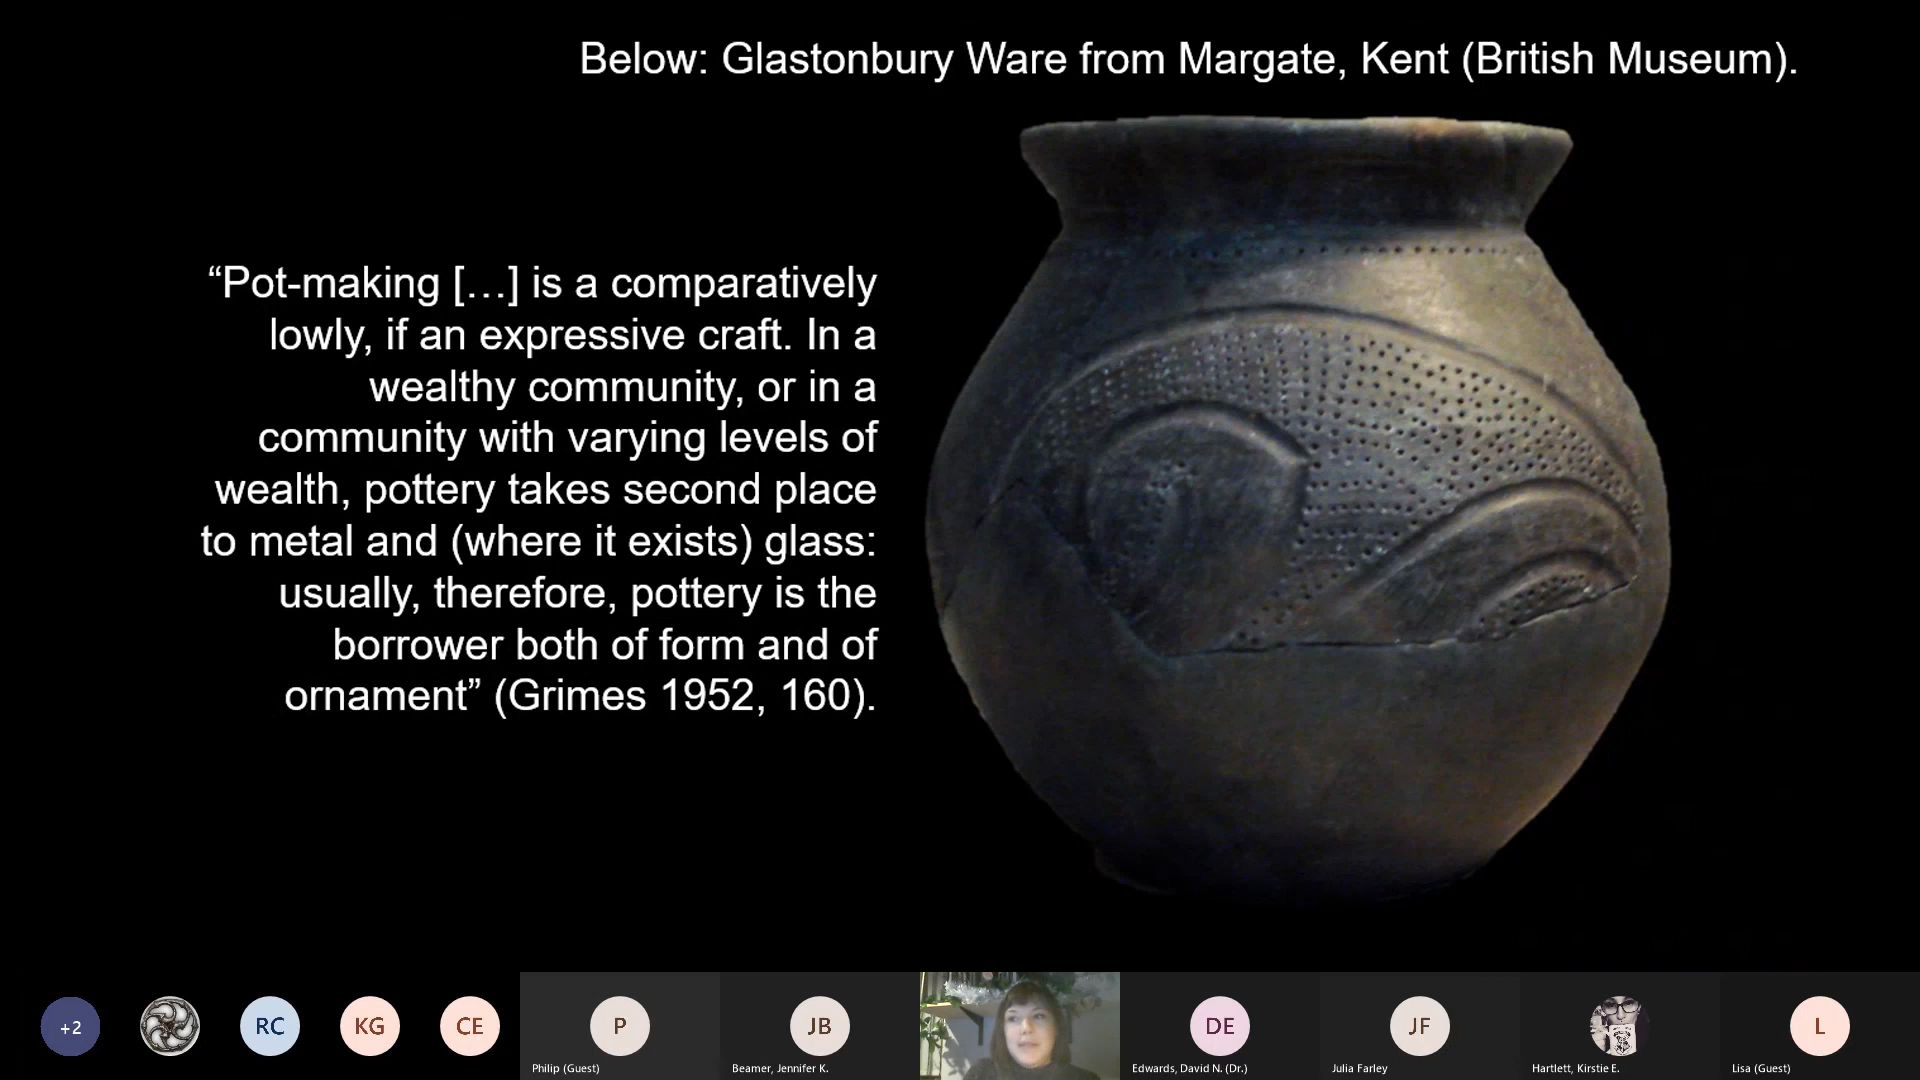 Below: Glastonbury Ware from Margate, Kent (British Museum).
“Pot-making […] is a comparatively
lowly, if an expressive craft. In a
wealthy community, or in a
community with varying levels of
wealth, pottery takes second place
to metal and (where it exists) glass:
usually, therefore, pottery is the
borrower both of form and of
ornament” (Grimes 1952, 160).
+2
RC
KG
CE
P
Philip (Guest)
JB
Beamer, Jennifer K.
DE
Edwards, David N. (Dr.)
JF
Julia Farley
Hartlett, Kirstie E.
L
Lisa (Guest)